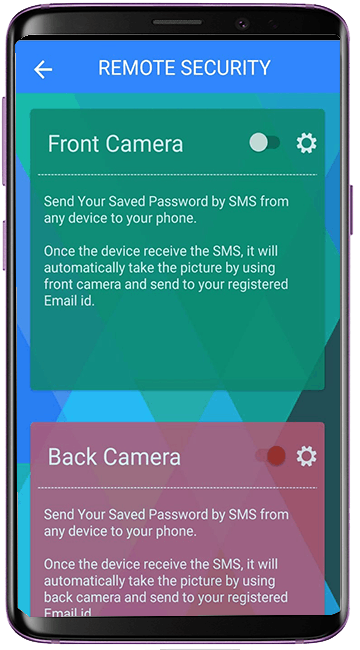 REMOTE SECURITY
Front Camera
Send Your Saved Password by SMS from
any device to your phone.
Once the device receive the SMS, it will
automatically take the picture by using
front camera and send to your registered
Email id.
Back Camera
Send Your Saved Password by SMS from
any device to your phone.
Once the device receive the SMS, it will
automatically take the picture by using
back camera and send to your registered
Email id